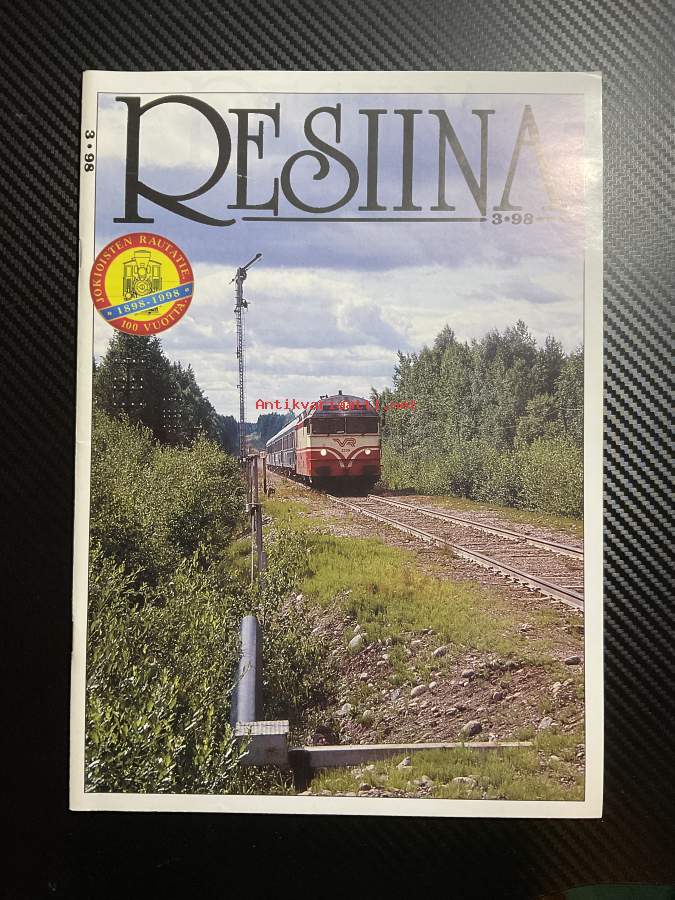 RESIINA
3•98
3•98
JOKIOISTEN RAUTATIE
•1898-1998•
100 VUOTTA
Antikvariaatti.net
VR